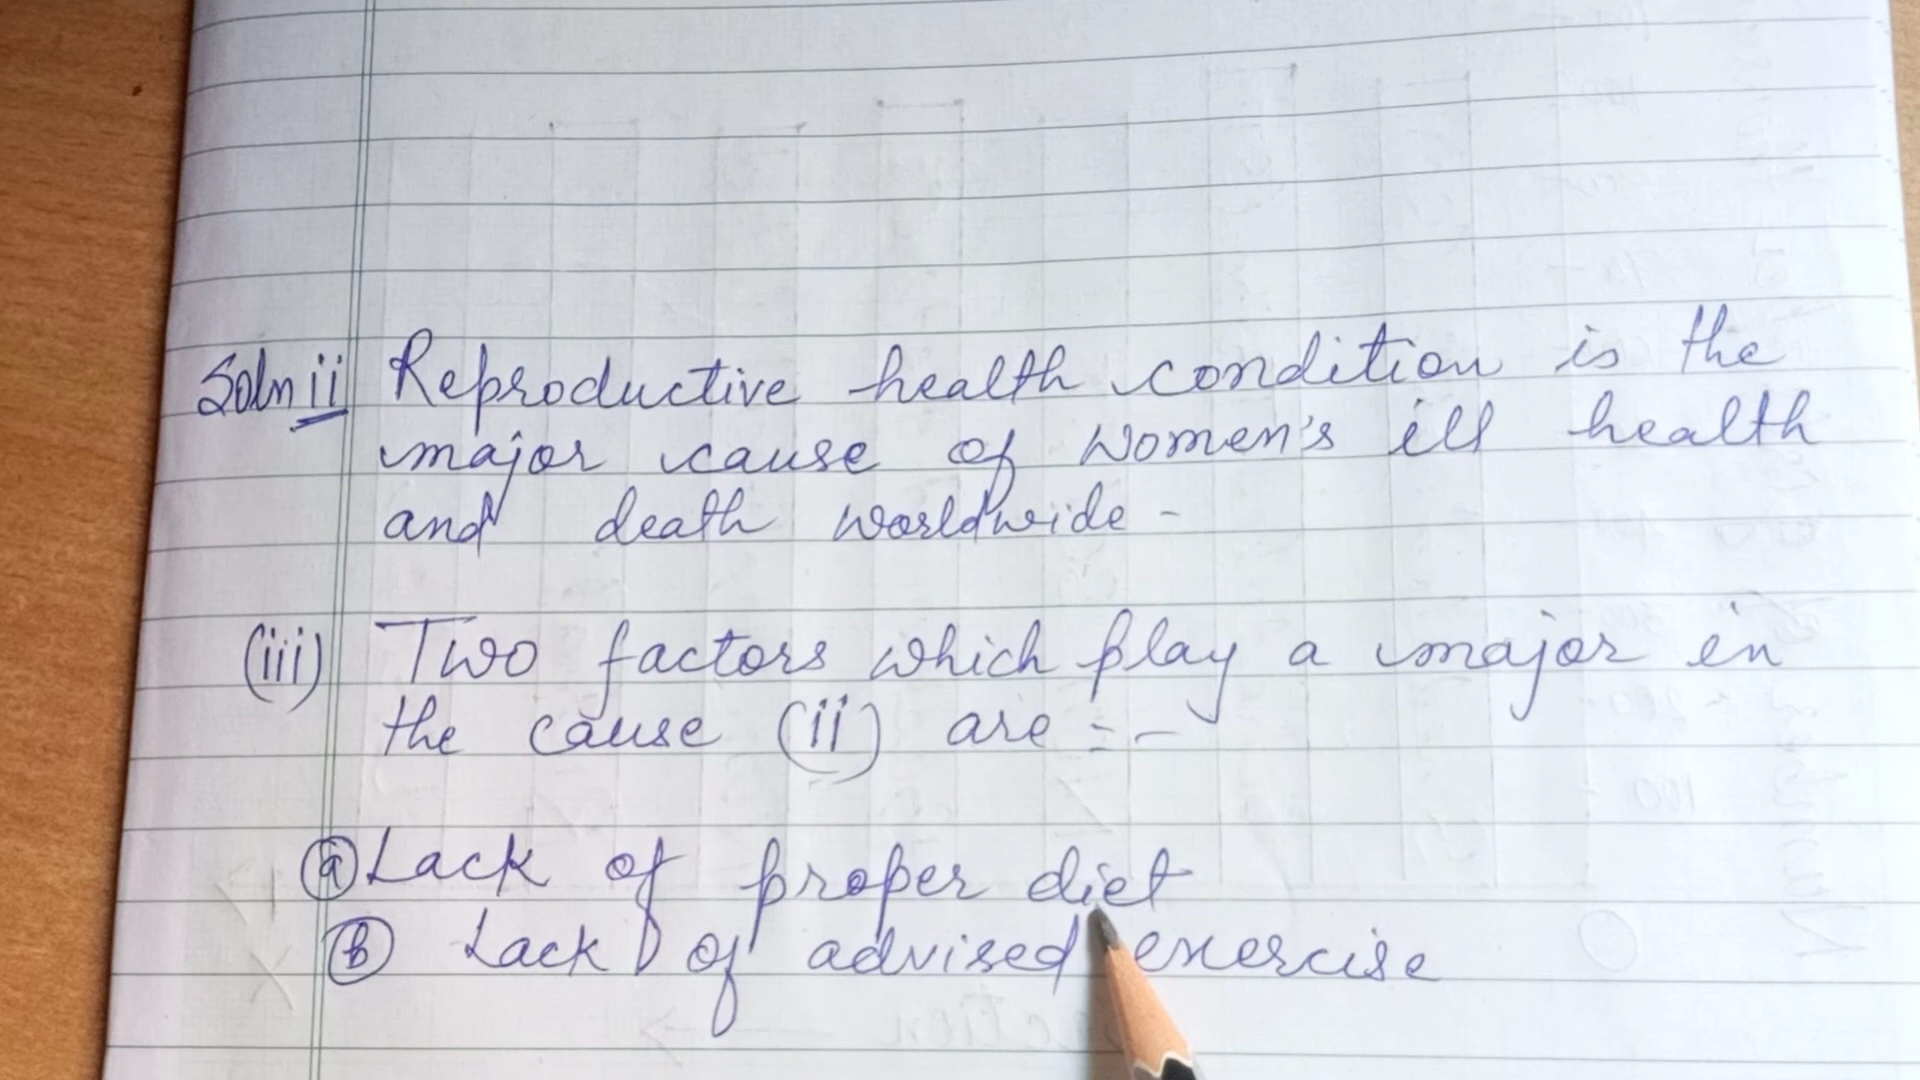 Soln ii Reproductive health condition is the
major cause of women's ill health
and death worldwide -
(iii) Two factors which play a major in
the cause (ii) are :-
(a) Lack of proper diet
(b) Lack of advised exercise